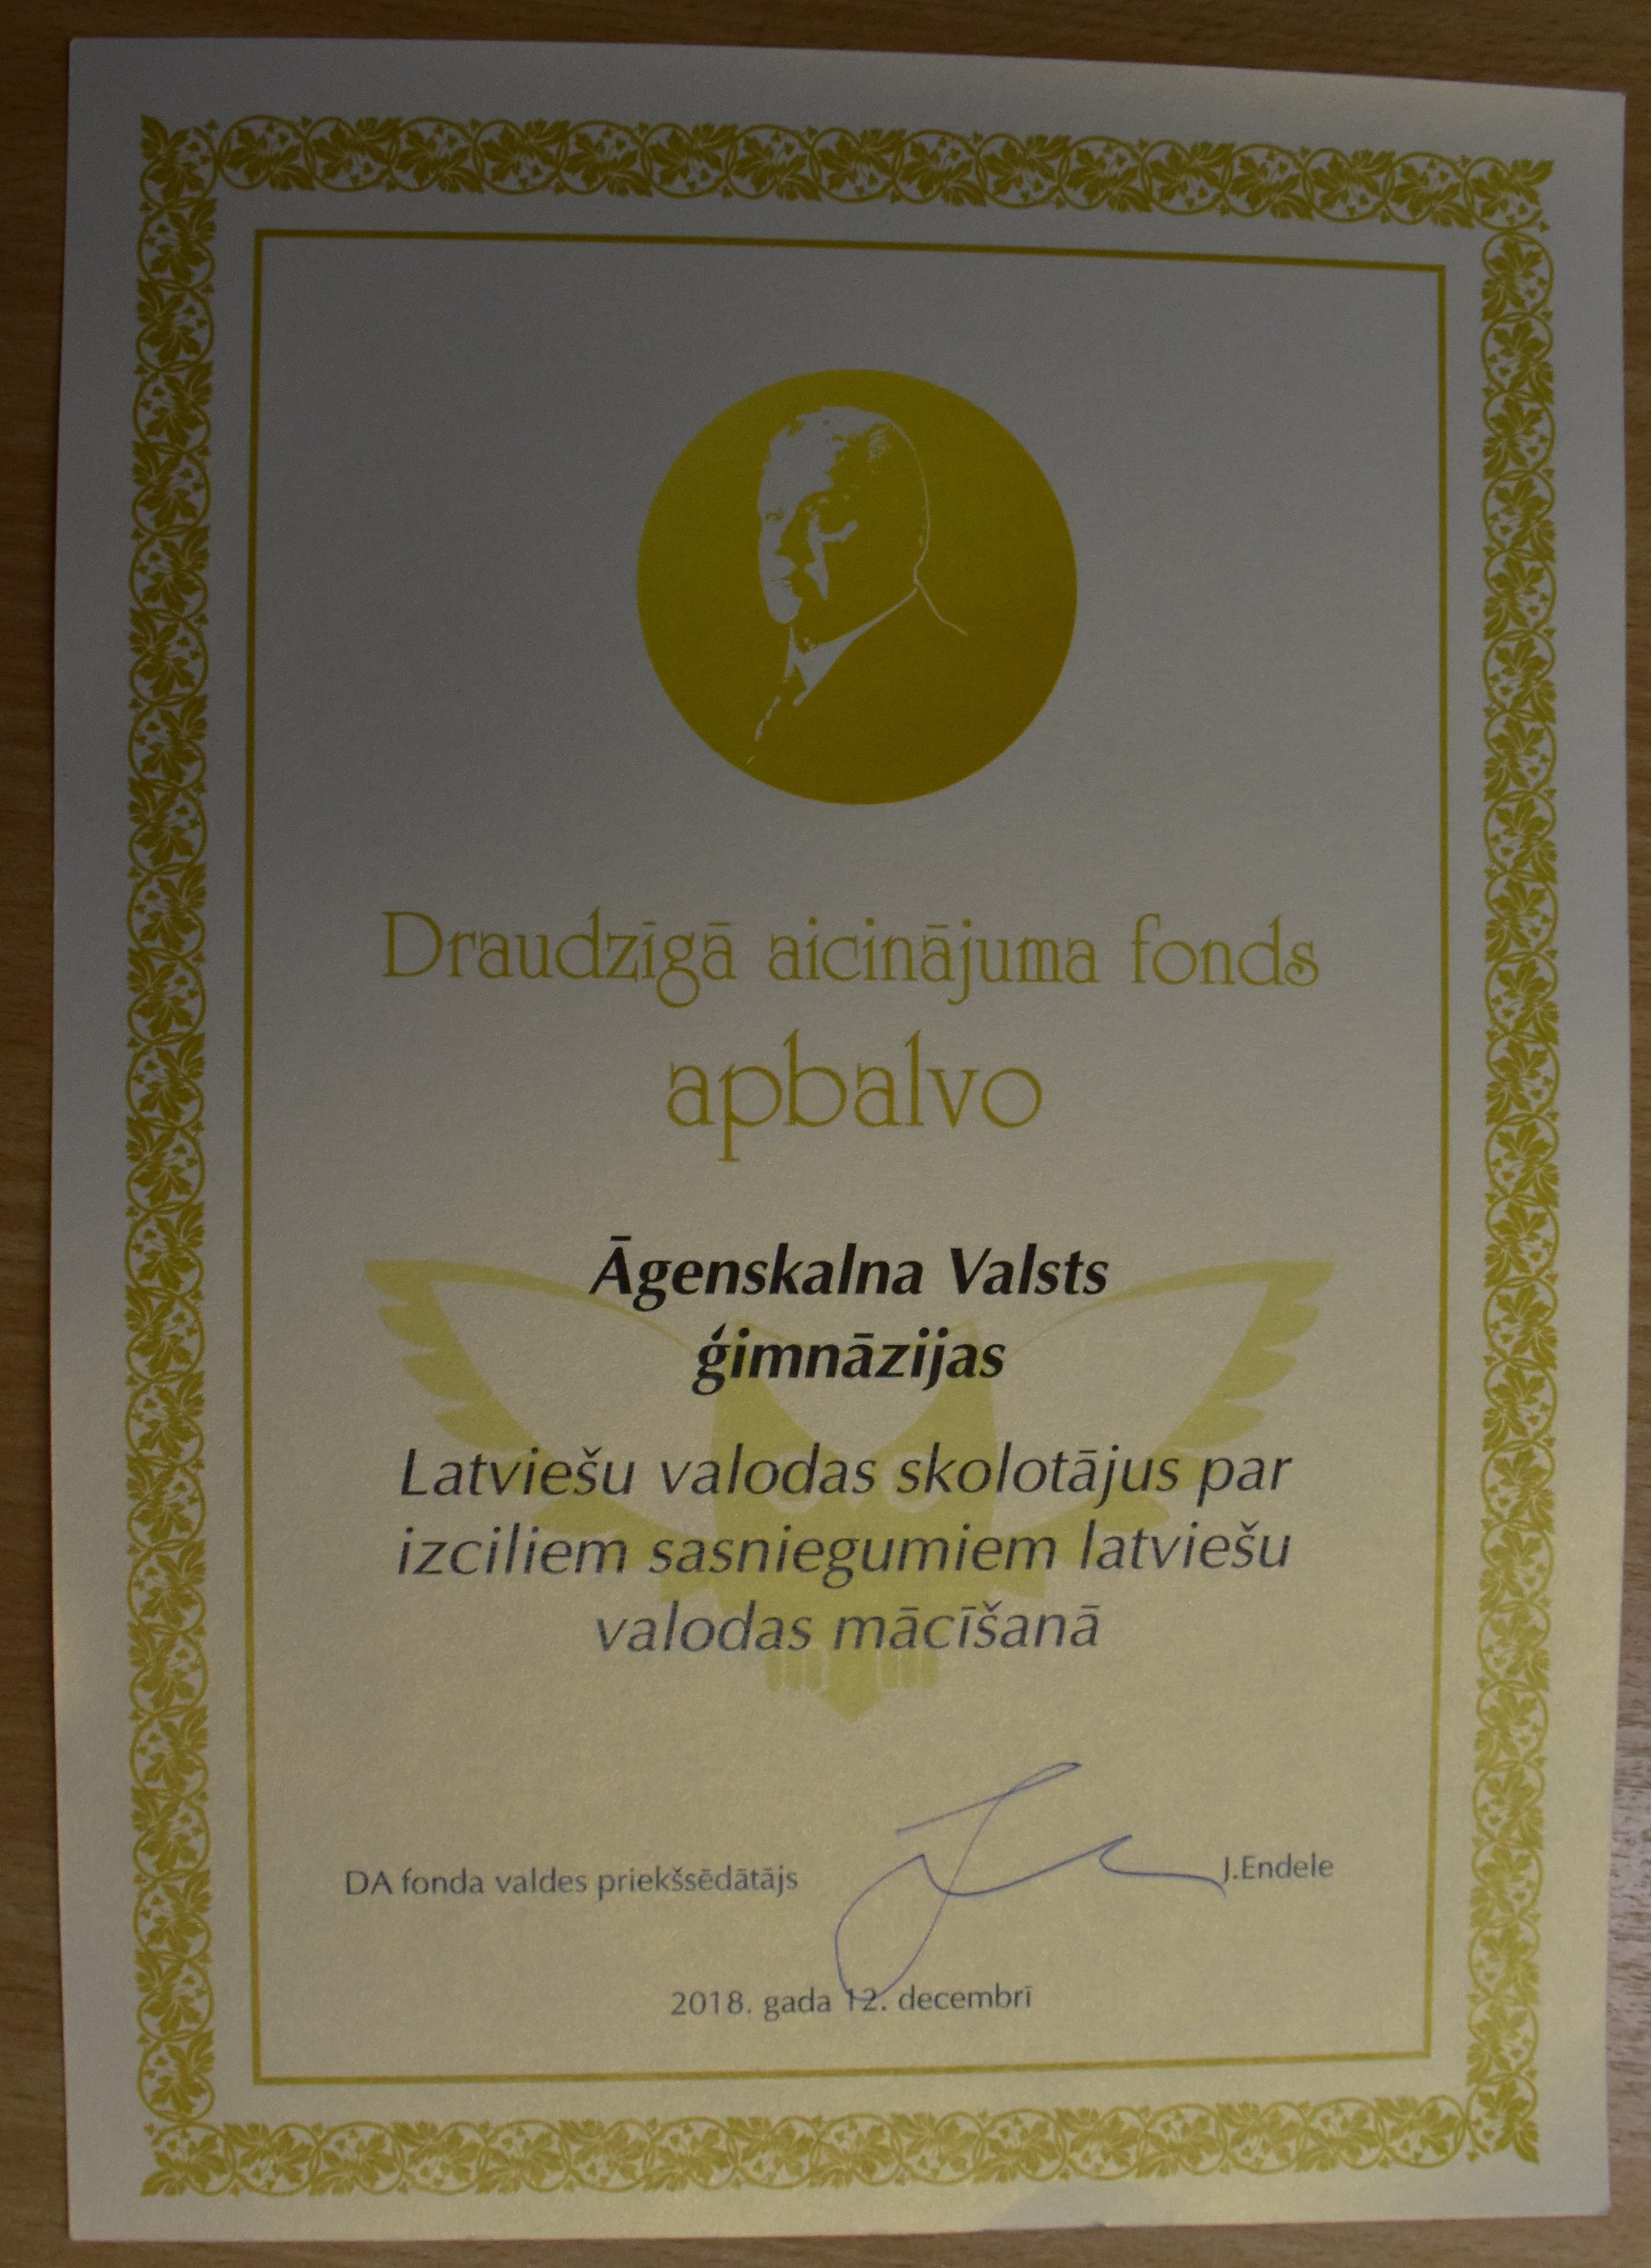 Draudzīgā aicinājuma fonds
apbalvo
Āgenskalna Valsts
ģimnāzijas
Latviešu valodas skolotājus par
izciliem sasniegumiem latviešu
valodas mācīšanā
DA fonda valdes priekšsēdātājs J.Endele
2018. gada 12. decembrī